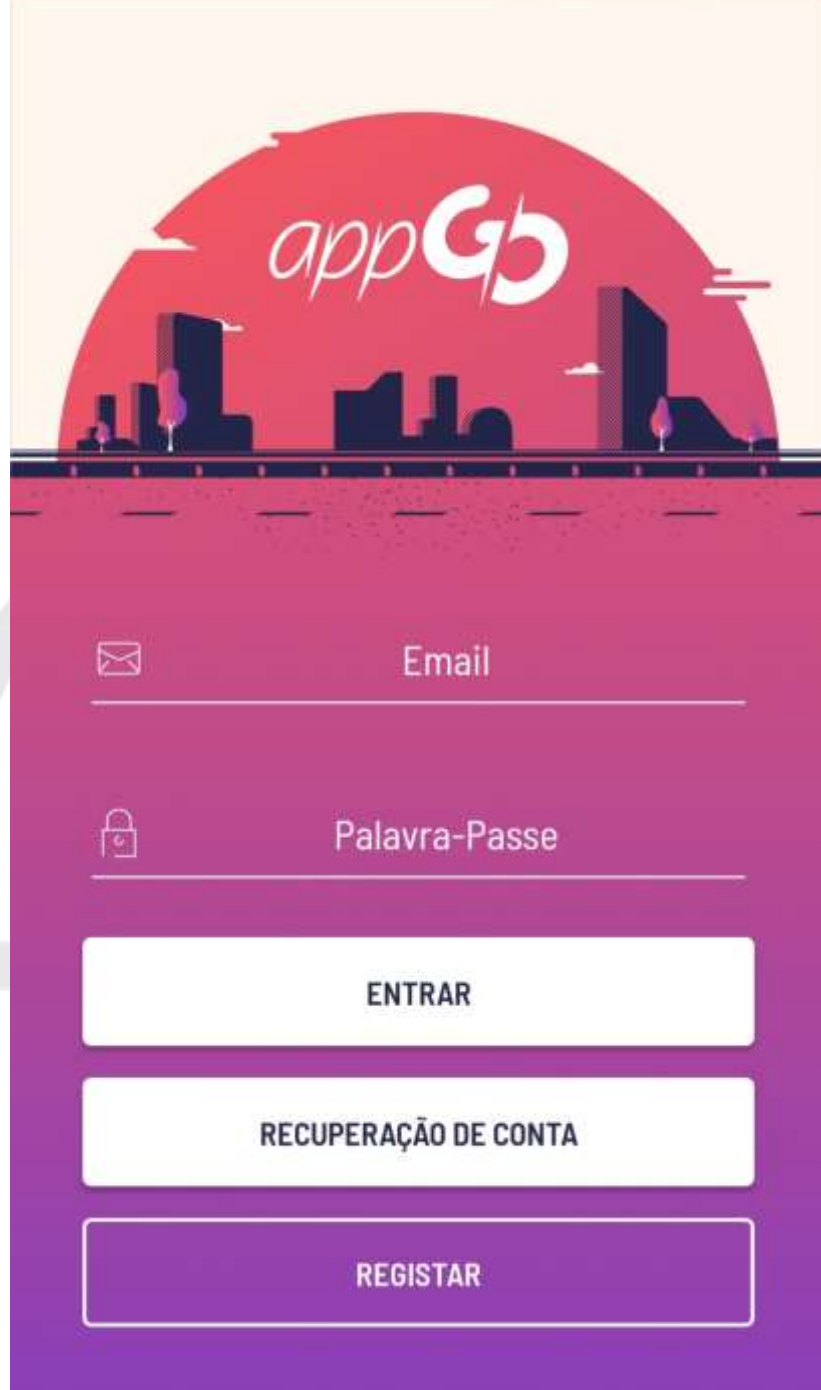 appGo
Email
Palavra-Passe
ENTRAR
RECUPERAÇÃO DE CONTA
REGISTAR